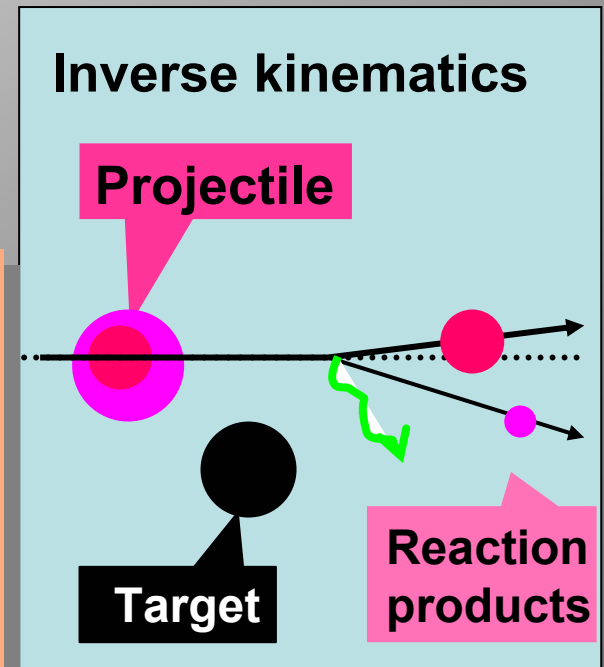 Inverse kinematics
Projectile
Target
Reaction
products